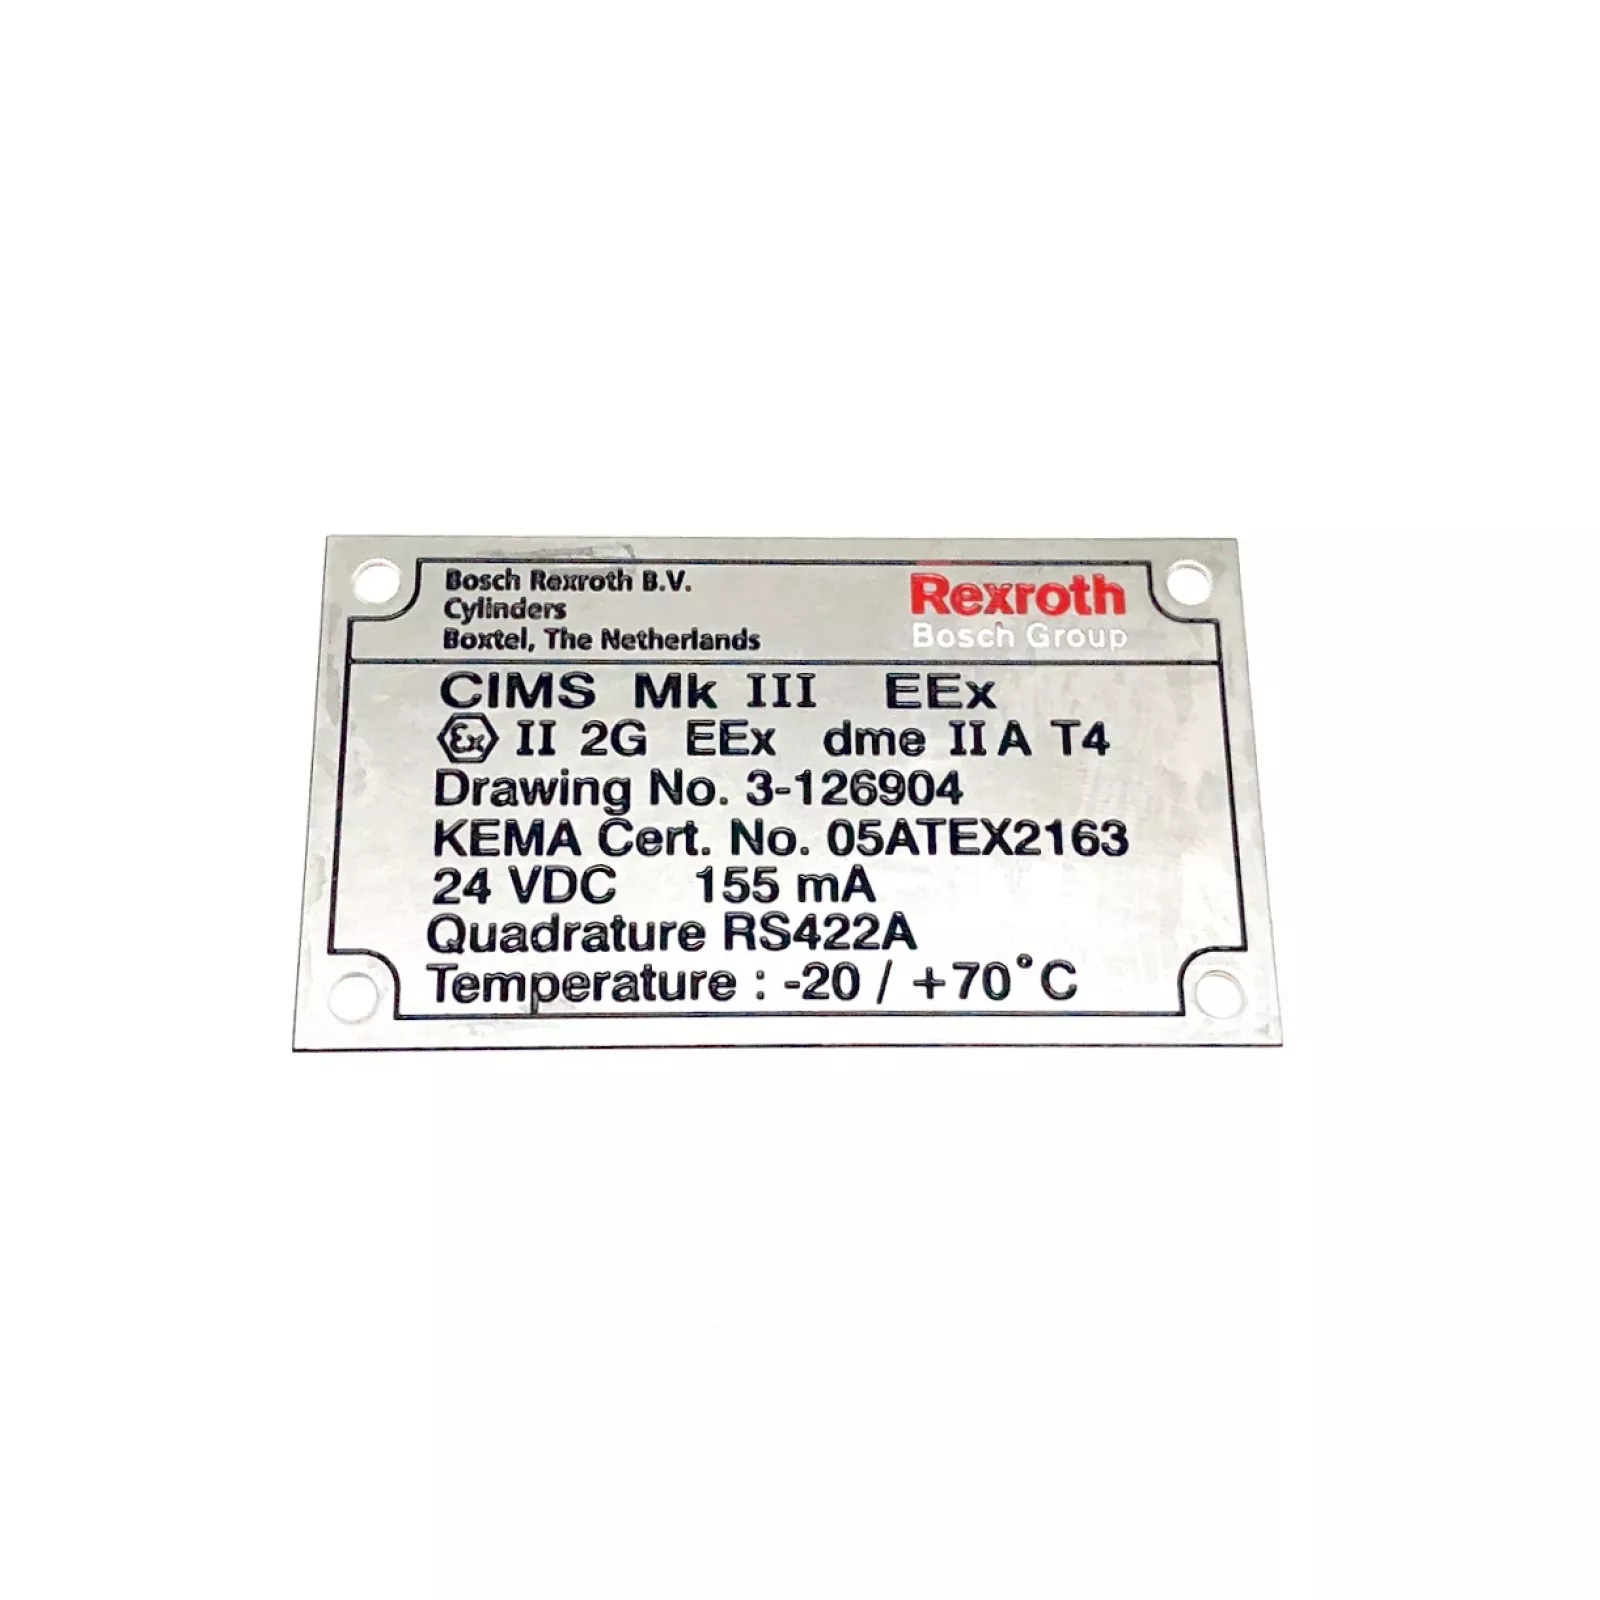 Bosch Rexroth B.V.
Cylinders
Boxtel, The Netherlands
Rexroth
Bosch Group
CIMS Mk III EEx
Ex II 2G EEx dme II A T4
Drawing No. 3-126904
KEMA Cert. No. 05ATEX2163
24 VDC 155 mA
Quadrature RS422A
Temperature : -20 / +70°C